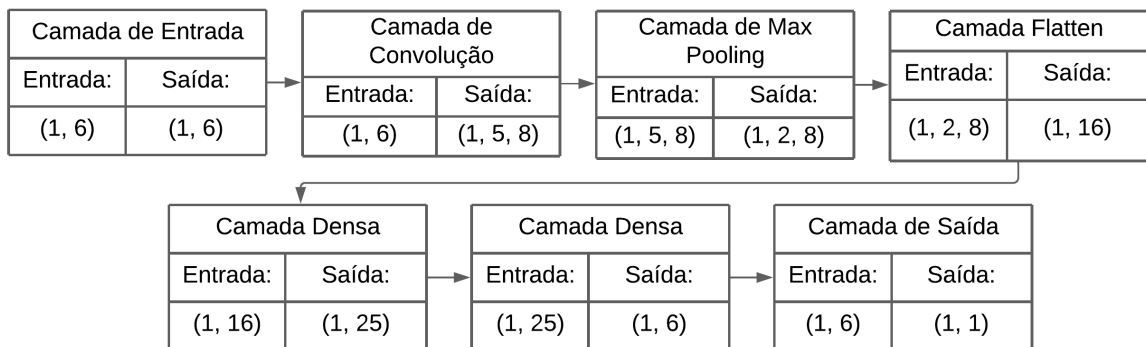 Camada de Entrada
Entrada: Saída:
(1, 6) (1, 6)
Camada de
Convolução
Entrada: Saída:
(1, 6) (1, 5, 8)
Camada de Max
Pooling
Entrada: Saída:
(1, 5, 8) (1, 2, 8)
Camada Flatten
Entrada: Saída:
(1, 2, 8) (1, 16)
Camada Densa
Entrada: Saída:
(1, 16) (1, 25)
Camada Densa
Entrada: Saída:
(1, 25) (1, 6)
Camada de Saída
Entrada: Saída:
(1, 6) (1, 1)